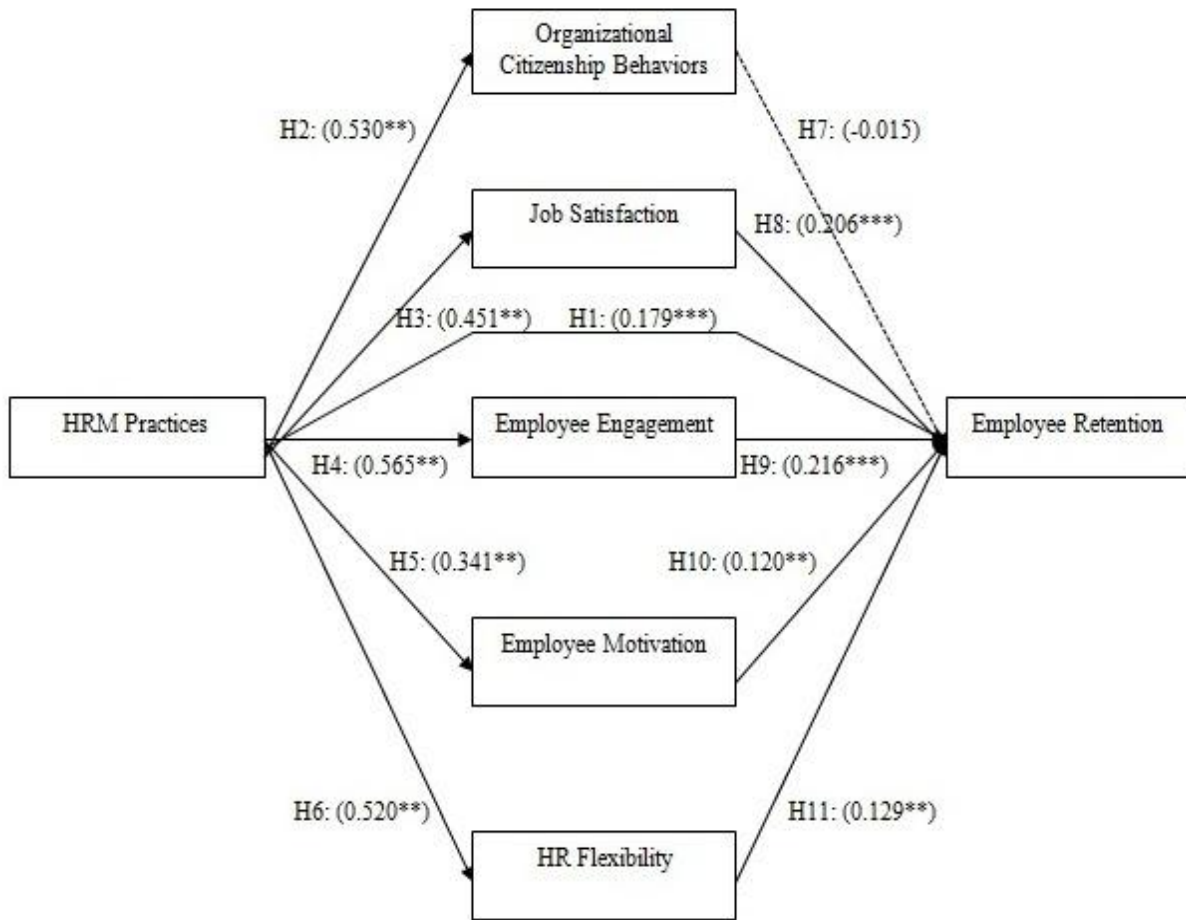 Organizational
Citizenship Behaviors
H2: (0.530**)
H7: (-0.015)
Job Satisfaction
H8: (0.206***)
H3: (0.451**)
H1: (0.179***)
HRM Practices
Employee Engagement
Employee Retention
H4: (0.565**)
H9: (0.216***)
H5: (0.341**)
H10: (0.120**)
Employee Motivation
H6: (0.520**)
H11: (0.129**)
HR Flexibility